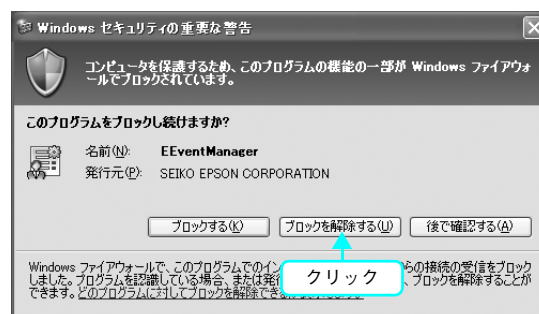 Windows セキュリティの重要な警告
コンピュータを保護するため、このプログラムの機能の一部が Windows ファイアウォ
ールでブロックされています。
このプログラムをブロックし続けますか?
名前(N): EEventManager
発行元(P): SEIKO EPSON CORPORATION
ブロックする(K) ブロックを解除する(U) 後で確認する(A)
クリック
Windows ファイアウォールで、このプログラムでのイン らの接続の受信をブロック
しました。プログラムを認識している場合、または発行 、ブロックを解除することが
できます。どのプログラムに対してブロックを解除でき